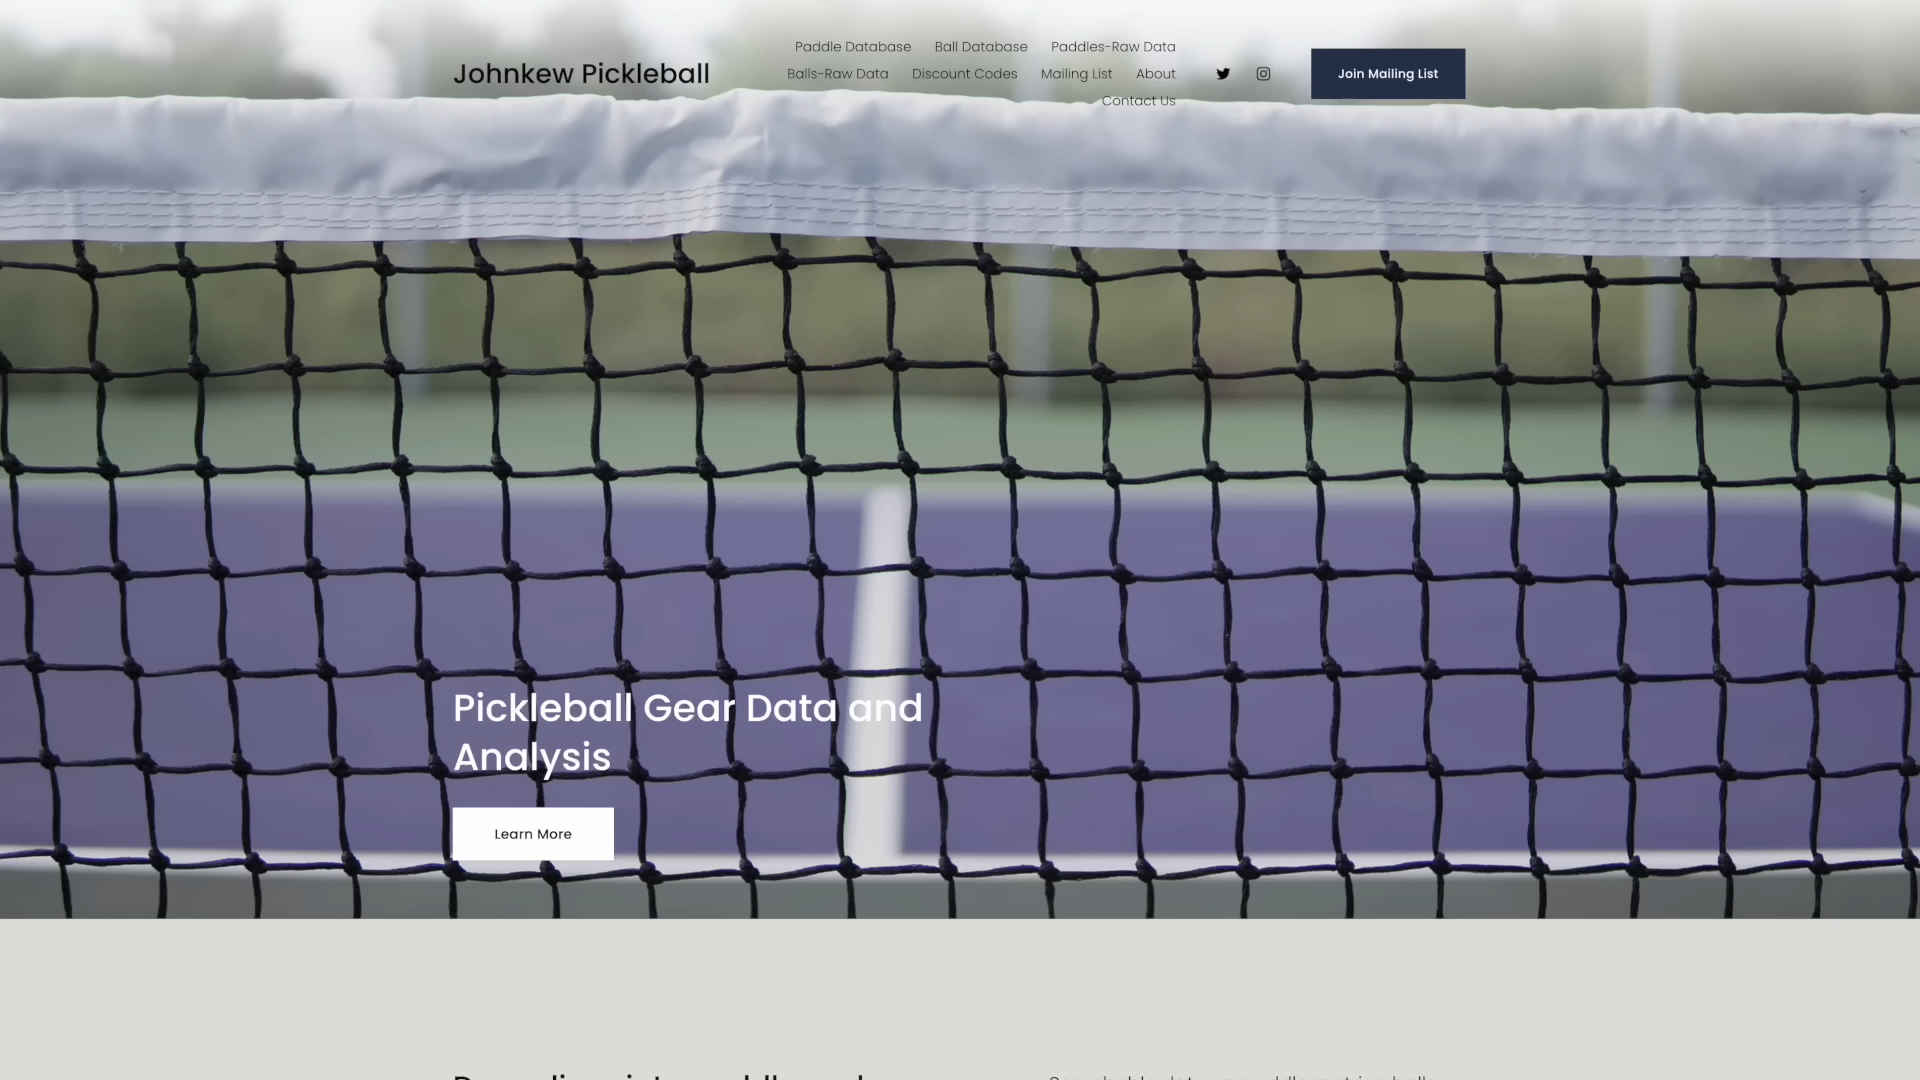 Johnkew Pickleball
Paddle Database Ball Database Paddles-Raw Data
Balls-Raw Data Discount Codes Mailing List About
Contact Us
Join Mailing List
Pickleball Gear Data and
Analysis
Learn More